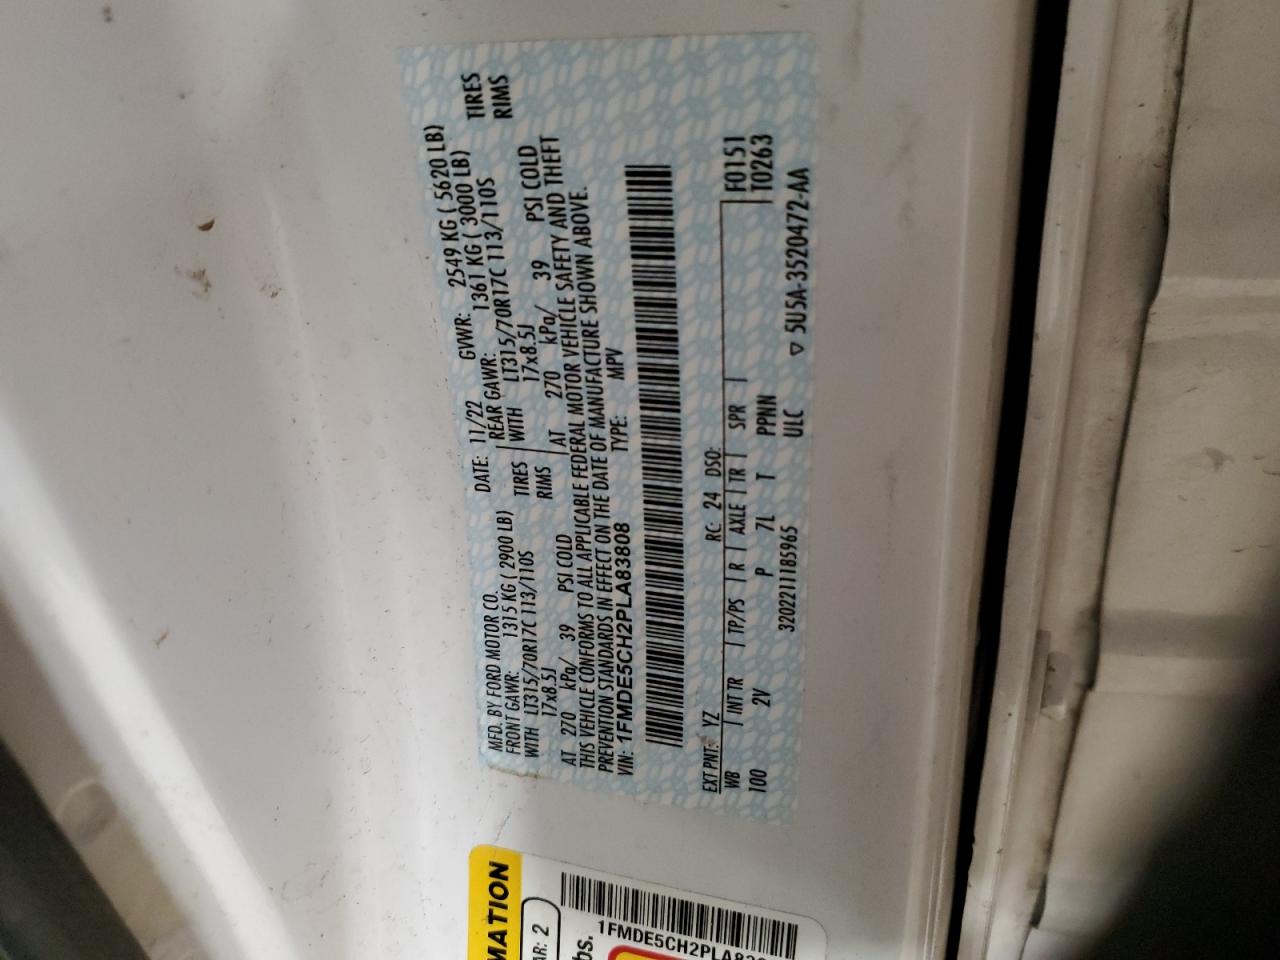 MFD. BY FORD MOTOR CO.
DATE: 11/22 GVWR: 2549 KG ( 5620 LB)
FRONT GAWR: 1315 KG ( 2900 LB)
REAR GAWR: 1361 KG ( 3000 LB)
WITH LT315/70R17C 113/110S TIRES
WITH LT315/70R17C 113/110S TIRES
17x8.5J RIMS
17x8.5J RIMS
AT 270 kPa/ 39 PSI COLD
AT 270 kPa/ 39 PSI COLD
THIS VEHICLE CONFORMS TO ALL APPLICABLE FEDERAL MOTOR VEHICLE SAFETY AND THEFT
PREVENTION STANDARDS IN EFFECT ON THE DATE OF MANUFACTURE SHOWN ABOVE.
VIN: 1FMDE5CH2PLA83808 TYPE: MPV
EXT PNT: YZ RC: 24 DSO: F0151
WB INT TR TP/PS R AXLE TR SPR T0263
100 2V P 7L T PPNN
3202211185965 ULC ▽ 5U5A-3520472-AA
MATION
AR: 2
bs.
1FMDE5CH2PLA83